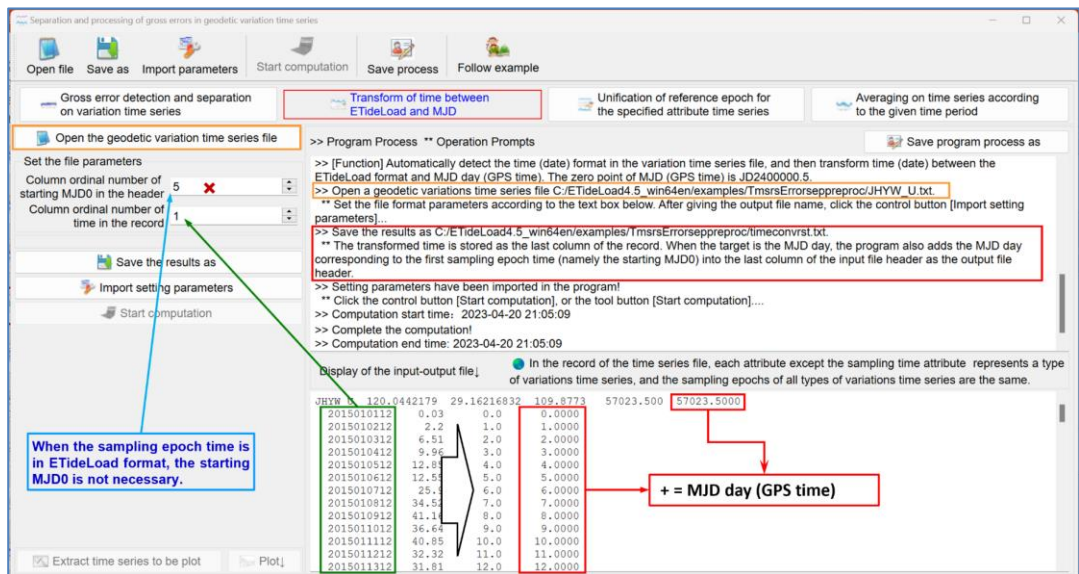 Separation and processing of gross errors in geodetic variation time series
Open file Save as Import parameters Start computation Save process Follow example
Gross error detection and separation
on variation time series
Transform of time between
ETideLoad and MJD
Unification of reference epoch for
the specified attribute time series
Averaging on time series according
to the given time period
Open the geodetic variation time series file
>> Program Process ** Operation Prompts
Save program process as
Set the file parameters
Column ordinal number of
starting MJD0 in the header
5
Column ordinal number of
time in the record
1
Save the results as
Import setting parameters
Start computation
>> [Function] Automatically detect the time (date) format in the variation time series file, and then transform time (date) between the
ETideLoad format and MJD day (GPS time). The zero point of MJD (GPS time) is JD2400000.5.
>> Open a geodetic variations time series file C:/ETideLoad4.5_win64en/examples/TmsrsErrorseppreproc/JHYW_U.txt.
** Set the file format parameters according to the text box below. After giving the output file name, click the control button [Import setting
parameters]...
>> Save the results as C:/ETideLoad4.5_win64en/examples/TmsrsErrorseppreproc/timeconvrst.txt.
** The transformed time is stored as the last column of the record. When the target is the MJD day, the program also adds the MJD day
corresponding to the first sampling epoch time (namely the starting MJD0) into the last column of the input file header as the output file
header.
>> Setting parameters have been imported in the program!
** Click the control button [Start computation], or the tool button [Start computation]....
>> Computation start time: 2023-04-20 21:05:09
>> Complete the computation!
>> Computation end time: 2023-04-20 21:05:09
Display of the input-output file↓
In the record of the time series file, each attribute except the sampling time attribute represents a type
of variations time series, and the sampling epochs of all types of variations time series are the same.
JHYW 120.0442179 29.16216832 109.8773 57023.500 57023.5000
2015010112 0.03 0.0 0.0000
2015010212 2.2 1.0 1.0000
2015010312 6.51 2.0 2.0000
2015010412 9.96 3.0 3.0000
2015010512 12.85 4.0 4.0000
2015010612 12.55 5.0 5.0000
2015010712 25.9 6.0 6.0000
2015010812 34.52 7.0 7.0000
2015010912 41.14 8.0 8.0000
2015011012 36.64 9.0 9.0000
2015011112 40.85 10.0 10.0000
2015011212 32.32 11.0 11.0000
2015011312 31.81 12.0 12.0000
When the sampling epoch time is
in ETideLoad format, the starting
MJD0 is not necessary.
+ = MJD day (GPS time)
Extract time series to be plot
Plot↓